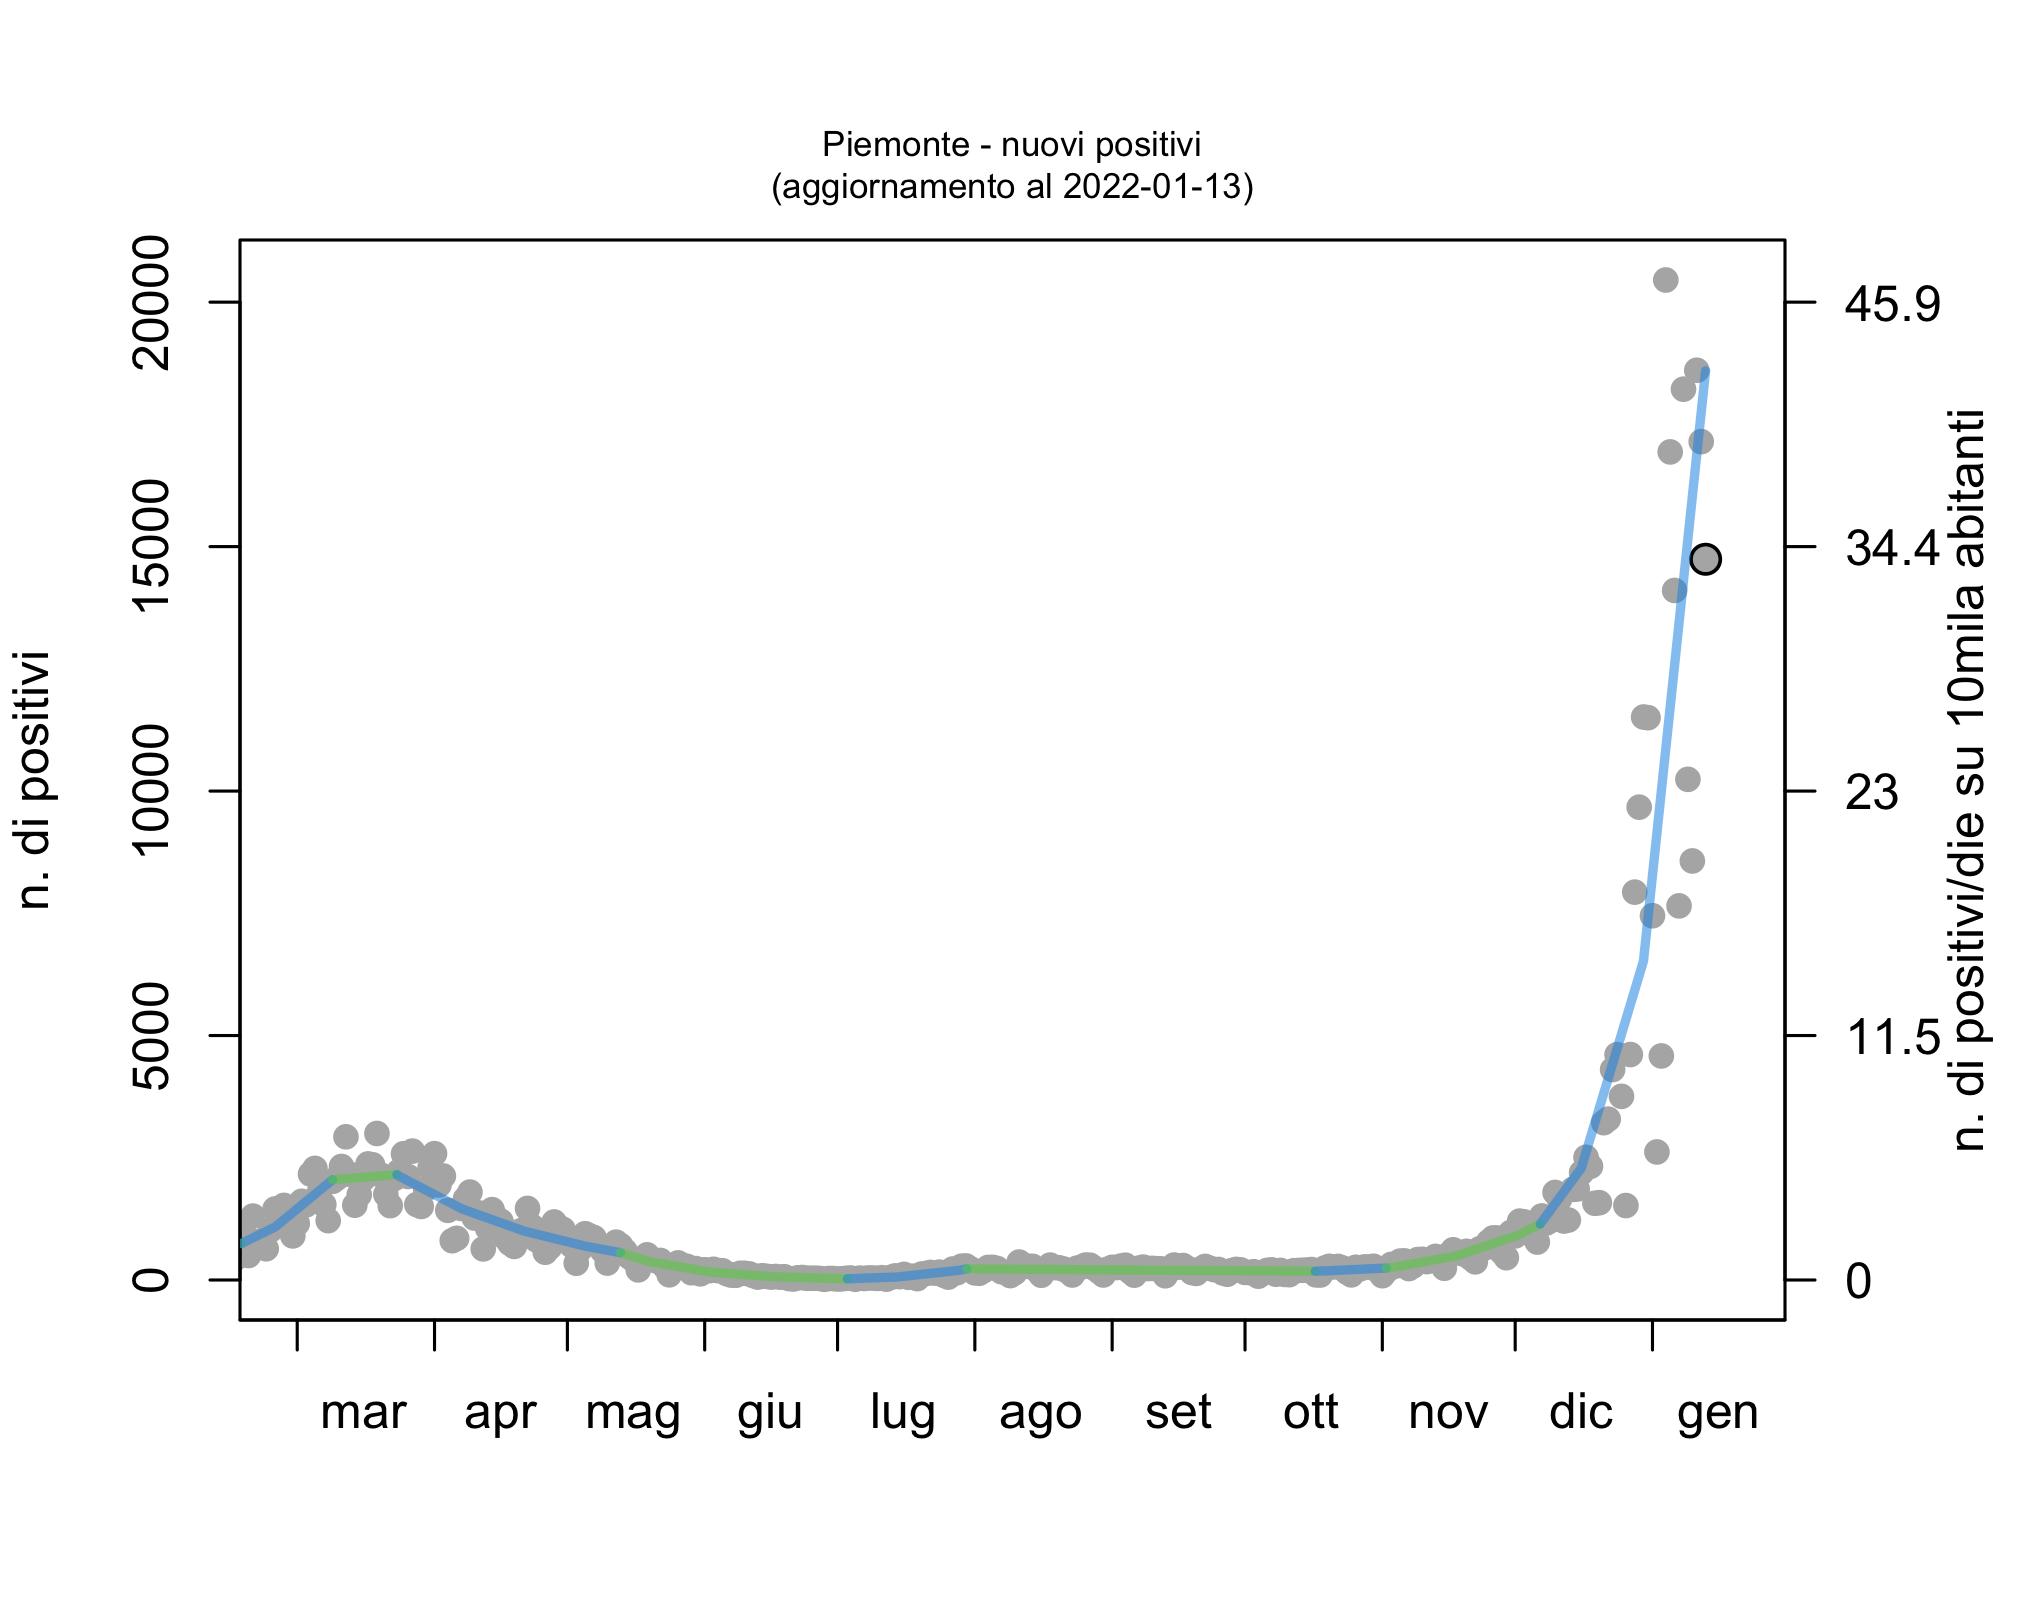 Piemonte - nuovi positivi
(aggiornamento al 2022-01-13)
n. di positivi
20000
15000
10000
5000
0
45.9
34.4
23
11.5
0
n. di positivi/die su 10mila abitanti
mar apr mag giu lug ago set ott nov dic gen